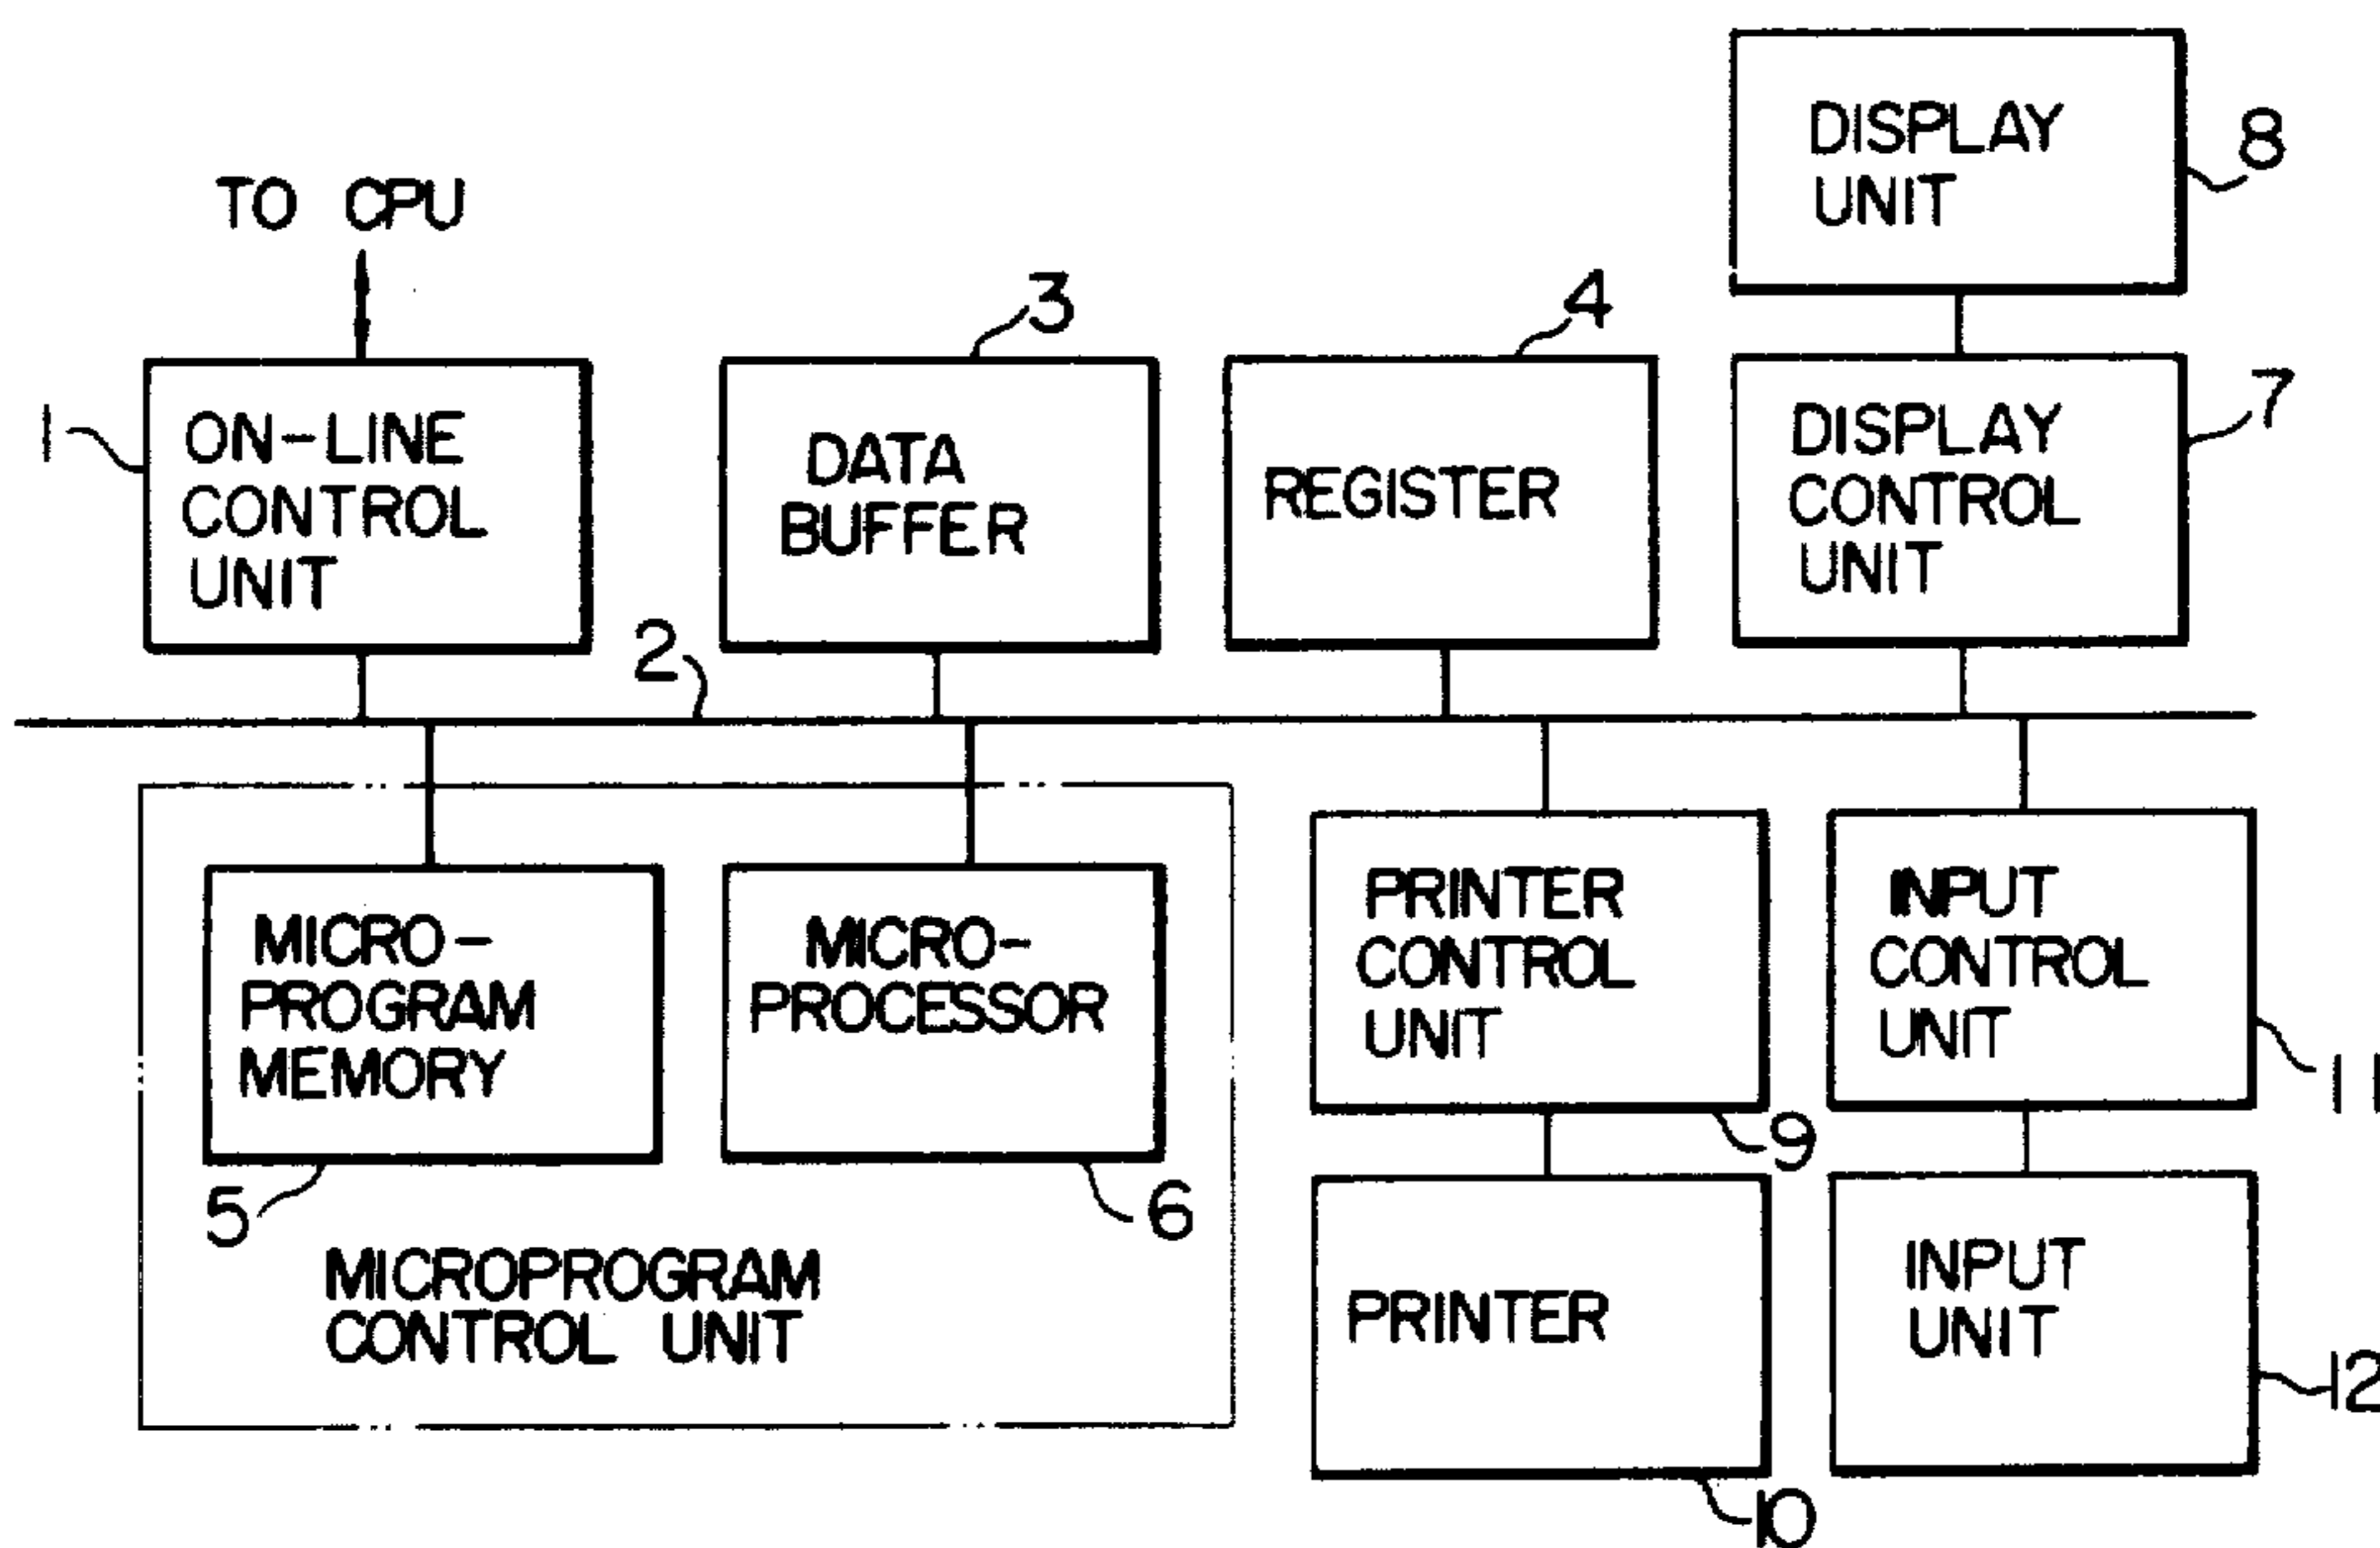 TO CPU
DISPLAY
UNIT
8
3
4
7
1
ON-LINE
CONTROL
UNIT
DATA
BUFFER
REGISTER
DISPLAY
CONTROL
UNIT
2
MICRO-
PROGRAM
MEMORY
MICRO-
PROCESSOR
PRINTER
CONTROL
UNIT
INPUT
CONTROL
UNIT
11
5
6
9
MICROPROGRAM
CONTROL UNIT
PRINTER
INPUT
UNIT
12
10